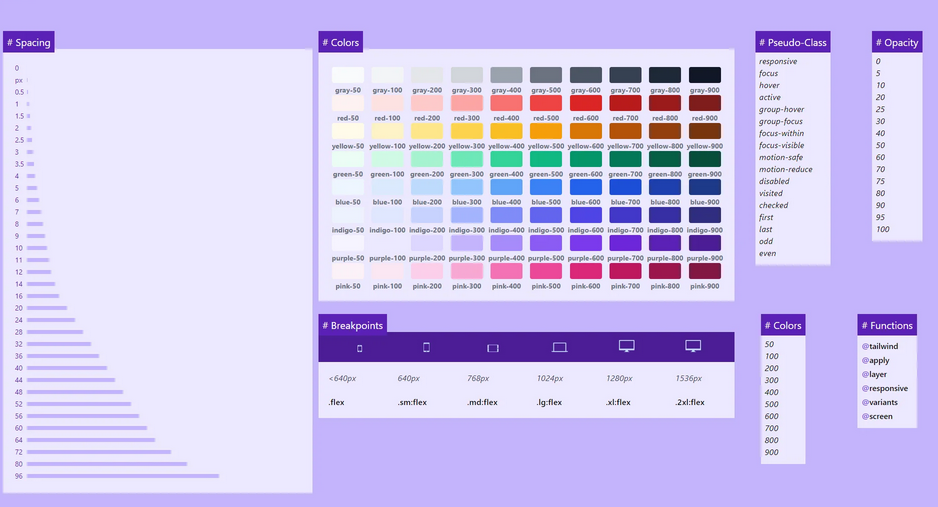 # Spacing
0
px
0.5
1
1.5
2
2.5
3
3.5
4
5
6
7
8
9
10
11
12
14
16
20
24
28
32
36
40
44
48
52
56
60
64
72
80
96
# Colors
gray-50 gray-100 gray-200 gray-300 gray-400 gray-500 gray-600 gray-700 gray-800 gray-900
red-50 red-100 red-200 red-300 red-400 red-500 red-600 red-700 red-800 red-900
yellow-50 yellow-100 yellow-200 yellow-300 yellow-400 yellow-500 yellow-600 yellow-700 yellow-800 yellow-900
green-50 green-100 green-200 green-300 green-400 green-500 green-600 green-700 green-800 green-900
blue-50 blue-100 blue-200 blue-300 blue-400 blue-500 blue-600 blue-700 blue-800 blue-900
indigo-50 indigo-100 indigo-200 indigo-300 indigo-400 indigo-500 indigo-600 indigo-700 indigo-800 indigo-900
purple-50 purple-100 purple-200 purple-300 purple-400 purple-500 purple-600 purple-700 purple-800 purple-900
pink-50 pink-100 pink-200 pink-300 pink-400 pink-500 pink-600 pink-700 pink-800 pink-900
# Breakpoints
<640px 640px 768px 1024px 1280px 1536px
.flex .sm:flex .md:flex .lg:flex .xl:flex .2xl:flex
# Pseudo-Class
responsive
focus
hover
active
group-hover
group-focus
focus-within
focus-visible
motion-safe
motion-reduce
disabled
visited
checked
first
last
odd
even
# Opacity
0
5
10
20
25
30
40
50
60
70
75
80
90
95
100
# Colors
50
100
200
300
400
500
600
700
800
900
# Functions
@tailwind
@apply
@layer
@responsive
@variants
@screen